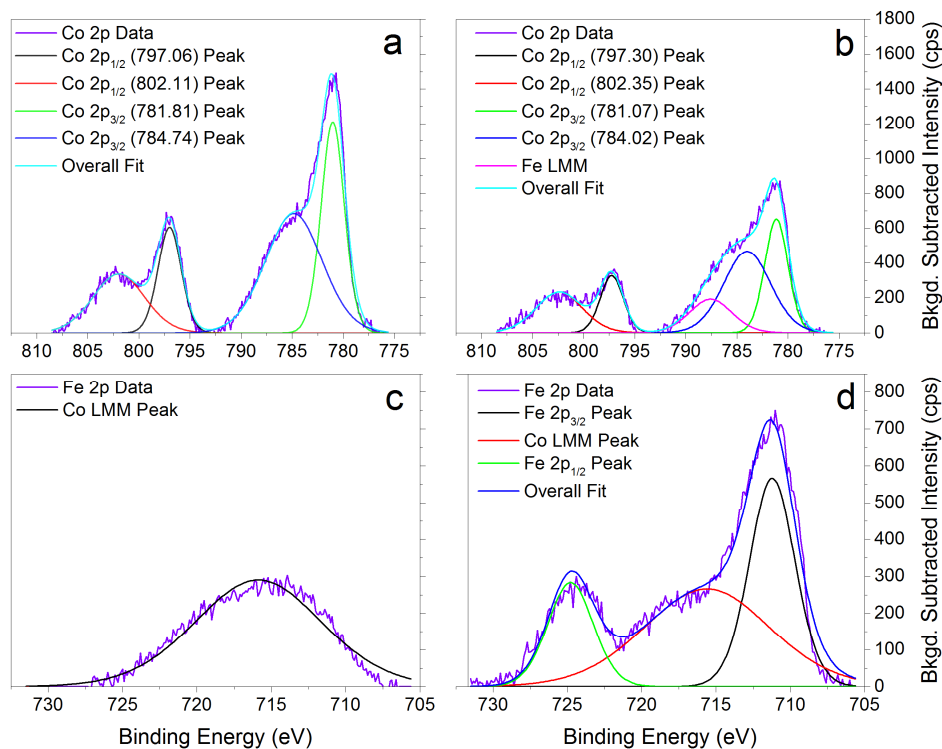 a
Co 2p Data
Co 2p1/2 (797.06) Peak
Co 2p1/2 (802.11) Peak
Co 2p3/2 (781.81) Peak
Co 2p3/2 (784.74) Peak
Overall Fit
810 805 800 795 790 785 780 775
b
Co 2p Data
Co 2p1/2 (797.30) Peak
Co 2p1/2 (802.35) Peak
Co 2p3/2 (781.07) Peak
Co 2p3/2 (784.02) Peak
Fe LMM
Overall Fit
810 805 800 795 790 785 780 775
1800
1600
1400
1200
1000
800
600
400
200
0
Bkgd. Subtracted Intensity (cps)
c
Fe 2p Data
Co LMM Peak
730 725 720 715 710 705
Binding Energy (eV)
d
Fe 2p Data
Fe 2p3/2 Peak
Co LMM Peak
Fe 2p1/2 Peak
Overall Fit
730 725 720 715 710 705
Binding Energy (eV)
800
700
600
500
400
300
200
100
0
Bkgd. Subtracted Intensity (cps)